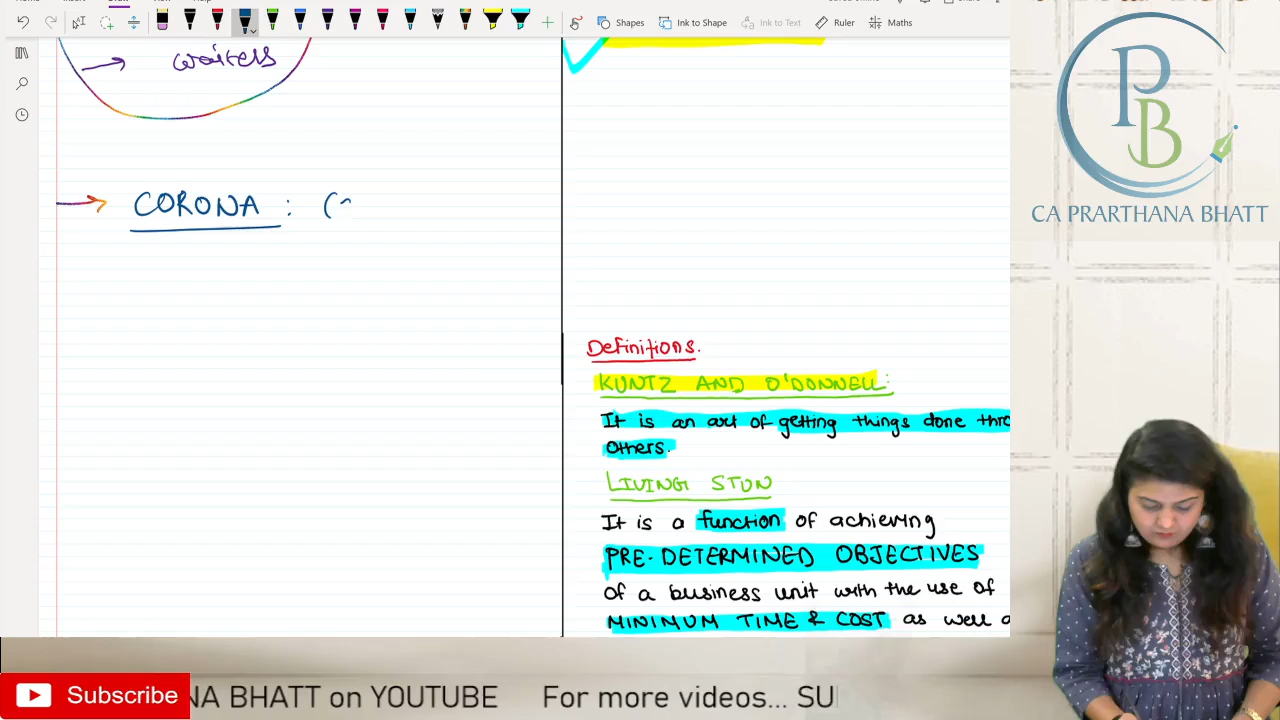 Shapes
Ink to Shape
Ink to Text
Ruler
Maths
waiters
CORONA : (
Definitions.
KUNTZ AND O'DONNELL:
It is an art of getting things done thro
others.
LIVING STON
It is a function of achieving
PRE-DETERMINED OBJECTIVES
of a business unit with the use of
MINIMUM TIME & COST as well a
PB
CA PRARTHANA BHATT
Subscribe
NA BHATT on YOUTUBE For more videos... SU